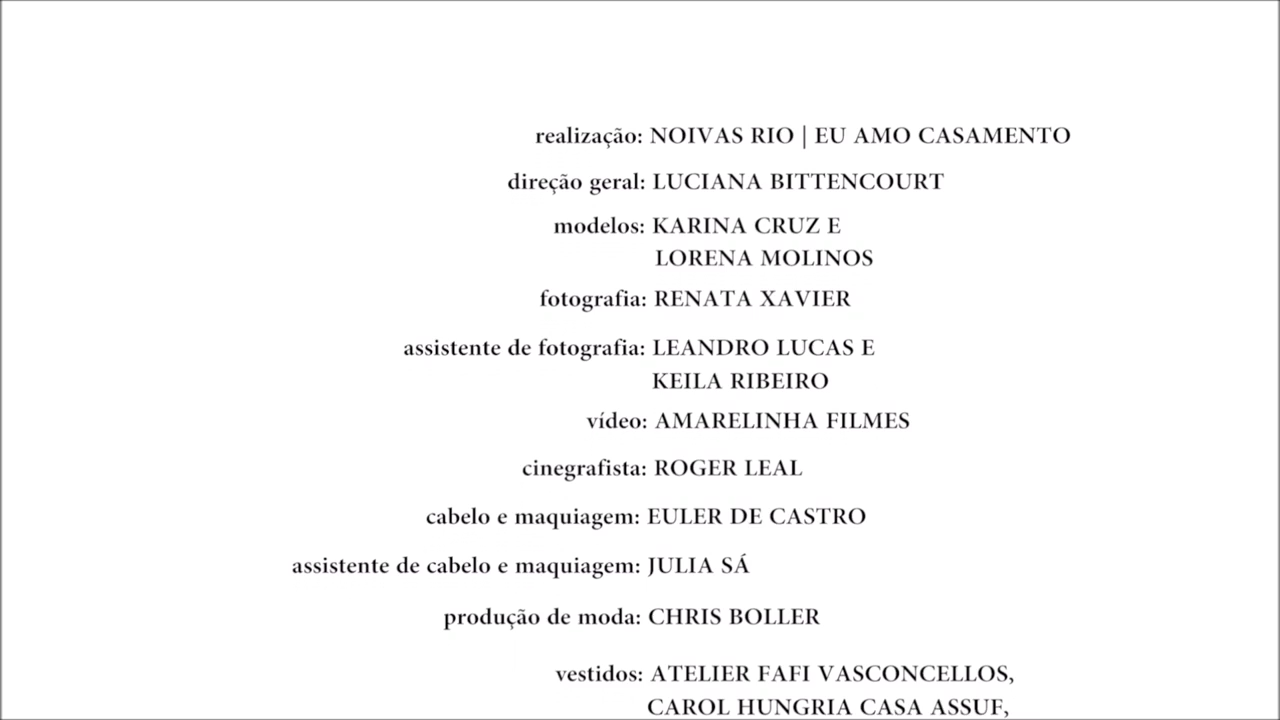 realização: NOIVAS RIO | EU AMO CASAMENTO
direção geral: LUCIANA BITTENCOURT
modelos: KARINA CRUZ E
LORENA MOLINOS
fotografia: RENATA XAVIER
assistente de fotografia: LEANDRO LUCAS E
KEILA RIBEIRO
vídeo: AMARELINHA FILMES
cinegrafista: ROGER LEAL
cabelo e maquiagem: EULER DE CASTRO
assistente de cabelo e maquiagem: JULIA SÁ
produção de moda: CHRIS BOLLER
vestidos: ATELIER FAFI VASCONCELLOS,
CAROL HUNGRIA CASA ASSUF,